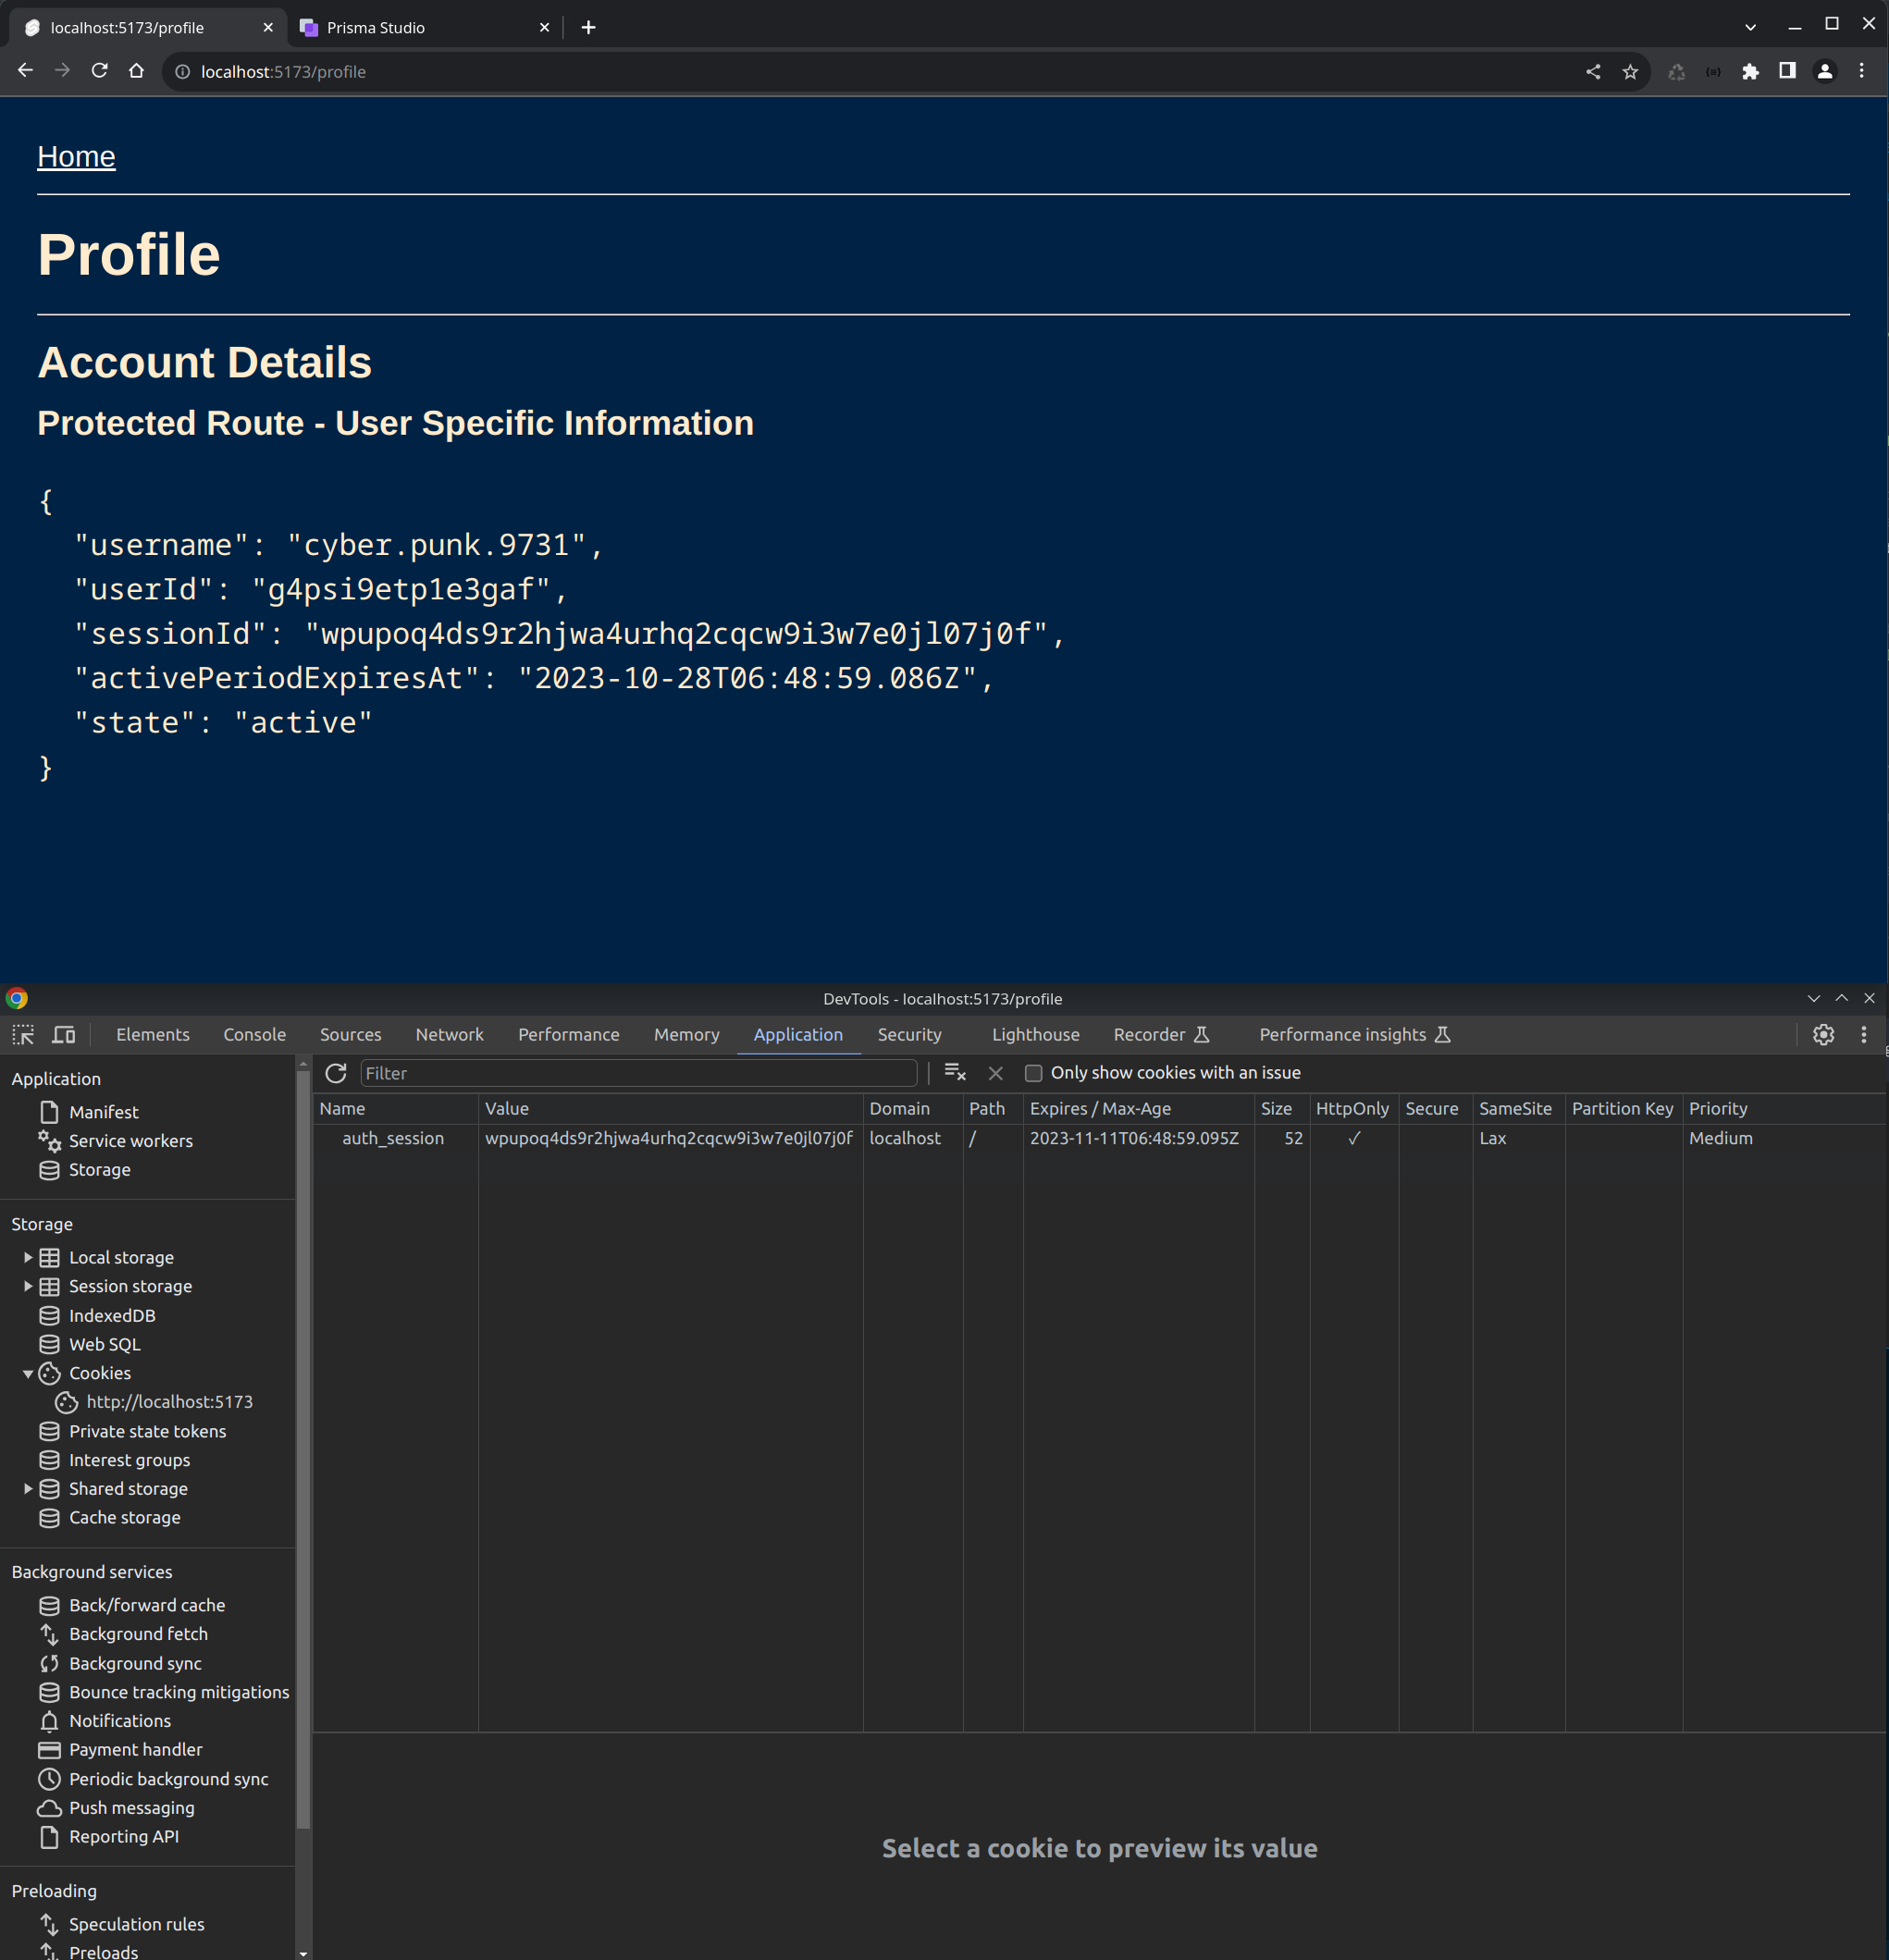 localhost:5173/profile
Prisma Studio
localhost:5173/profile
Home
Profile
Account Details
Protected Route - User Specific Information
{
"username": "cyber.punk.9731",
"userId": "g4psi9etp1e3gaf",
"sessionId": "wpupoq4ds9r2hjwa4urhq2cqcw9i3w7e0jl07j0f",
"activePeriodExpiresAt": "2023-10-28T06:48:59.086Z",
"state": "active"
}
DevTools - localhost:5173/profile
Elements Console Sources Network Performance Memory Application Security Lighthouse Recorder Performance insights
Application
Manifest
Service workers
Storage
Storage
Local storage
Session storage
IndexedDB
Web SQL
Cookies
http://localhost:5173
Private state tokens
Interest groups
Shared storage
Cache storage
Background services
Back/forward cache
Background fetch
Background sync
Bounce tracking mitigations
Notifications
Payment handler
Periodic background sync
Push messaging
Reporting API
Preloading
Speculation rules
Preloads
Filter
Only show cookies with an issue
Name Value Domain Path Expires / Max-Age Size HttpOnly Secure SameSite Partition Key Priority
auth_session wpupoq4ds9r2hjwa4urhq2cqcw9i3w7e0jl07j0f localhost / 2023-11-11T06:48:59.095Z 52 ✓ Lax Medium
Select a cookie to preview its value